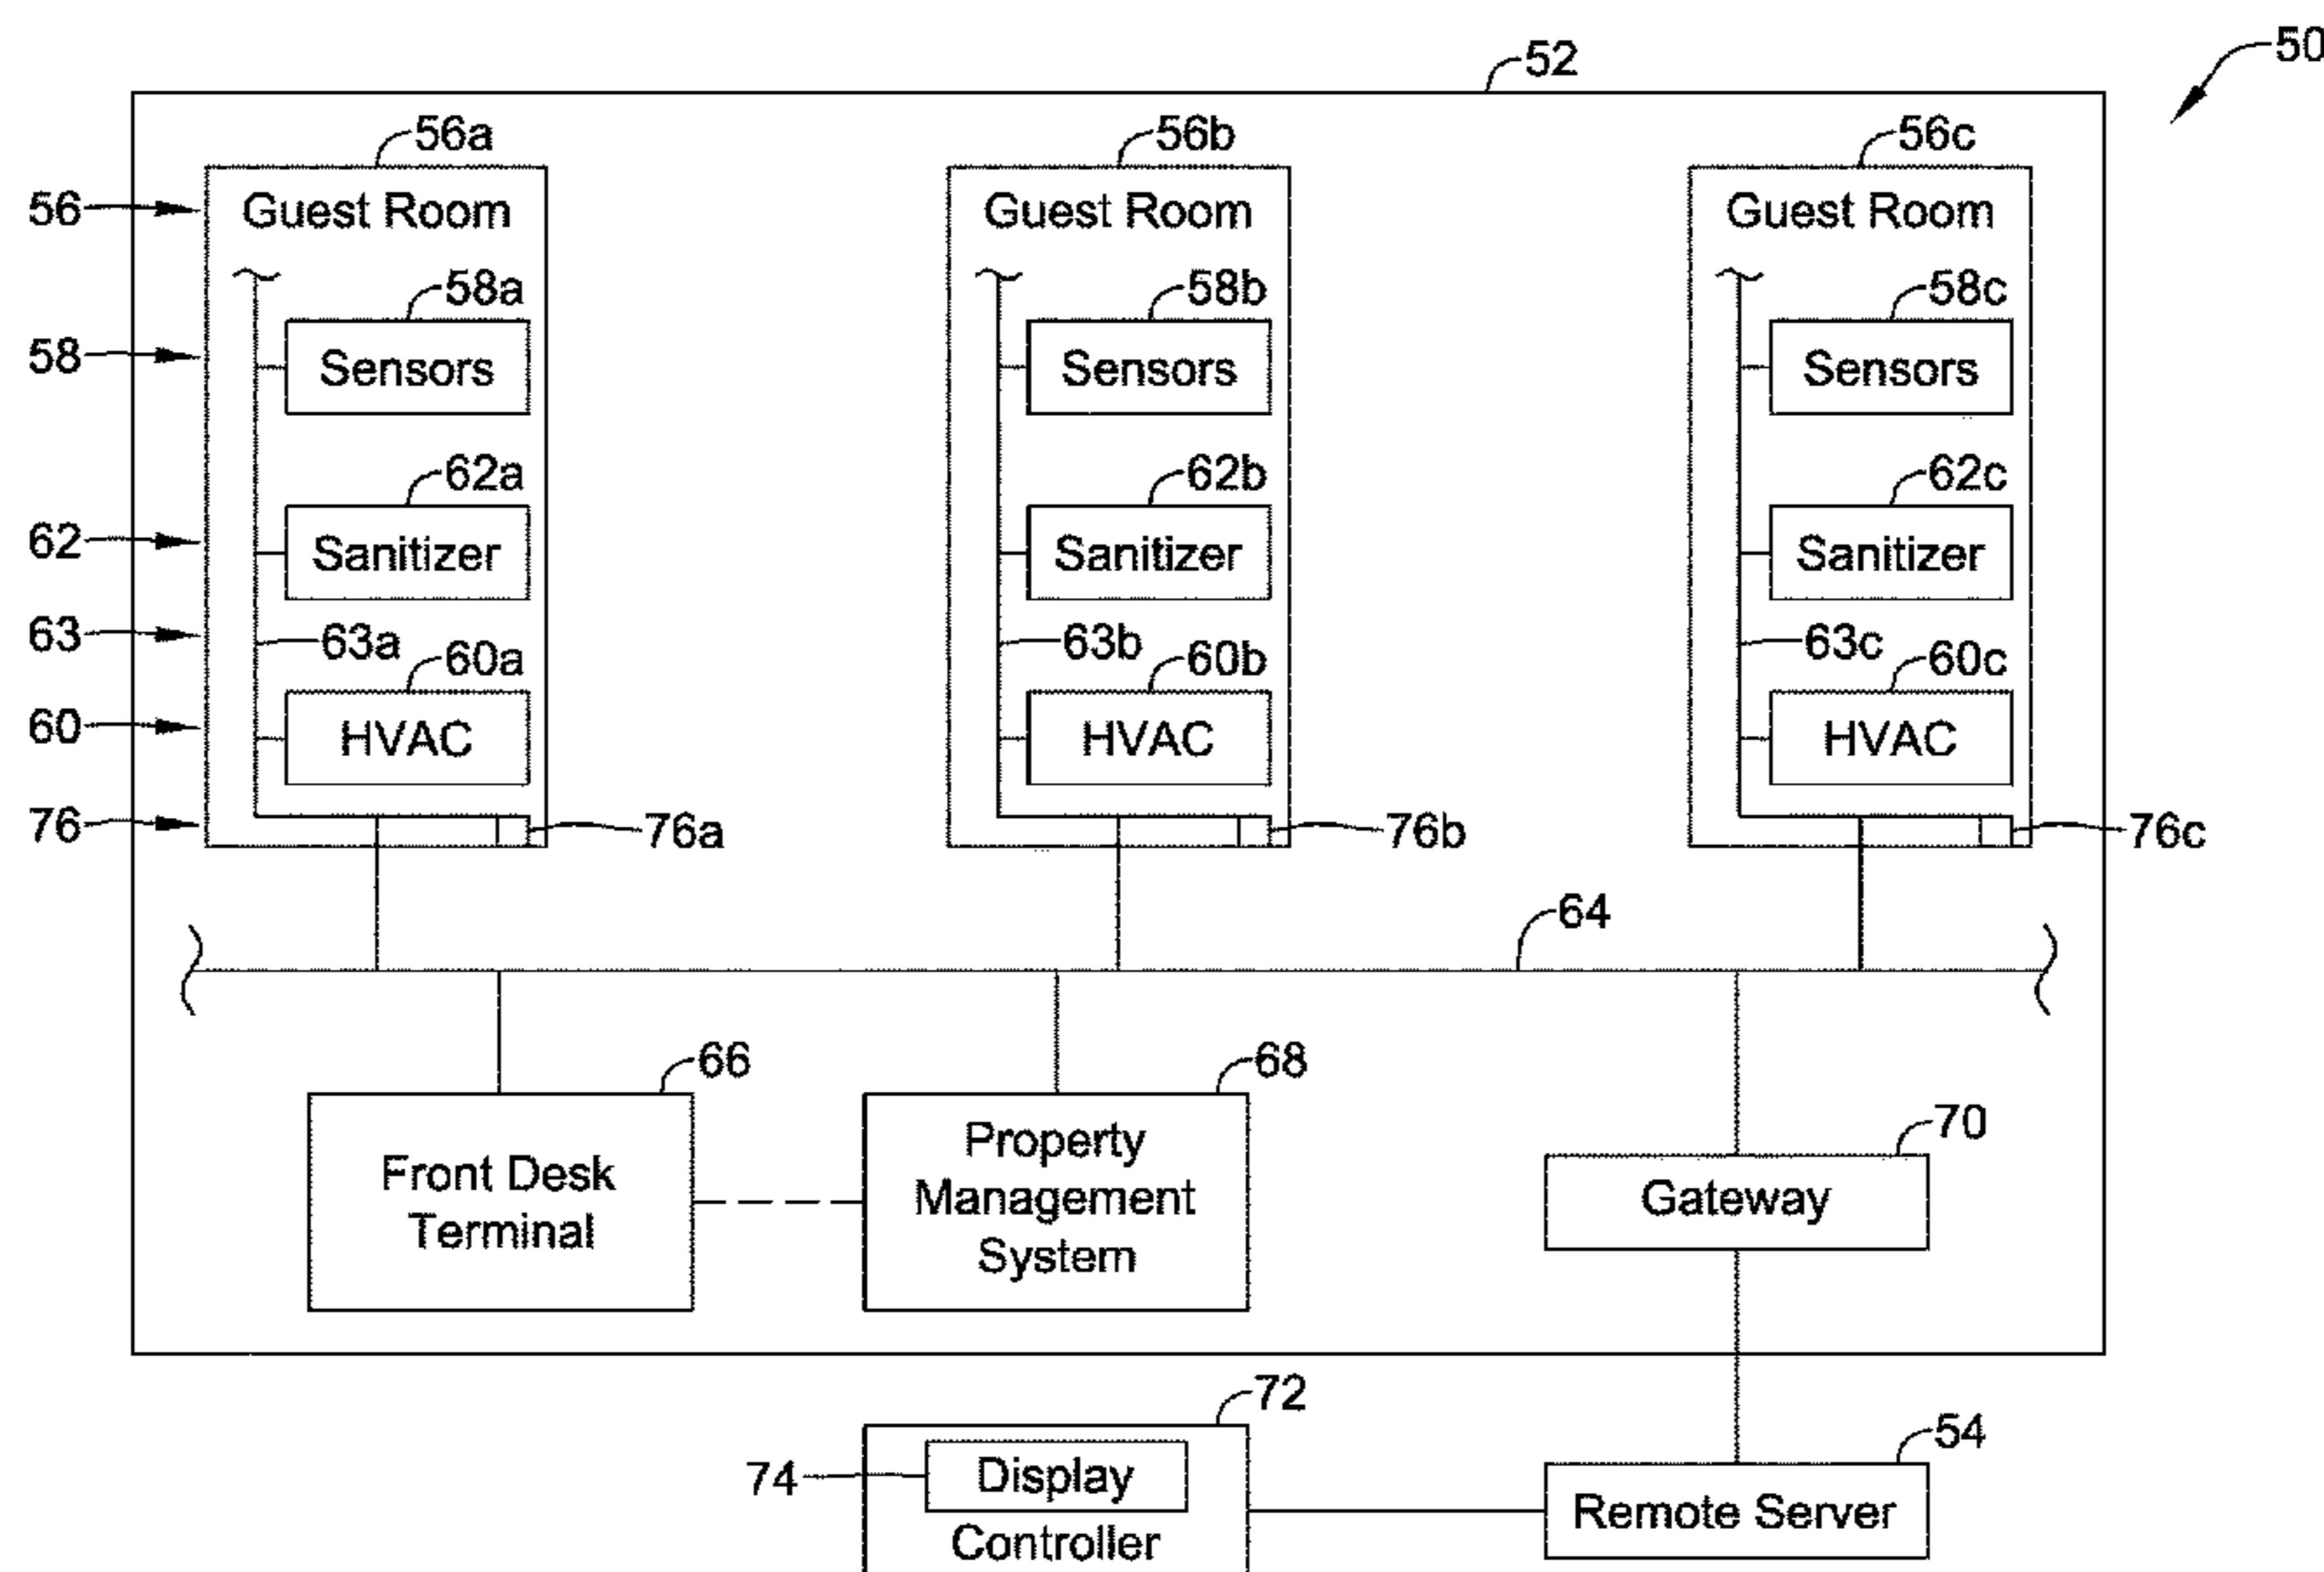 50
52
56a 56b 56c
56 Guest Room Guest Room Guest Room
58a 58b 58c
58 Sensors Sensors Sensors
62a 62b 62c
62 Sanitizer Sanitizer Sanitizer
63 63a 63b 63c
60a 60b 60c
60 HVAC HVAC HVAC
76 76a 76b 76c
64
66 68
70
Front Desk
Terminal
Property
Management
System
Gateway
72
54
74 Display
Controller
Remote Server